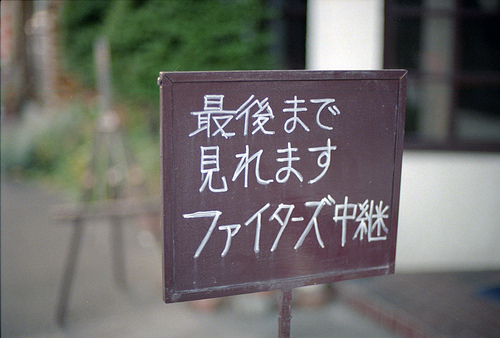 最後まで
見れます
ファイターズ中継